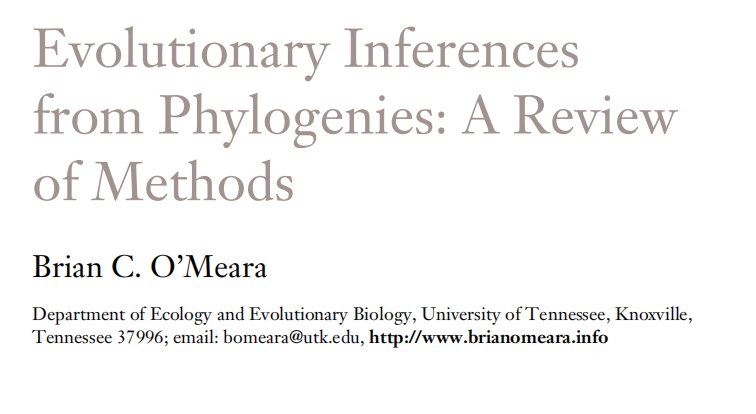 Evolutionary Inferences
from Phylogenies: A Review
of Methods
Brian C. O’Meara
Department of Ecology and Evolutionary Biology, University of Tennessee, Knoxville,
Tennessee 37996; email: bomeara@utk.edu, http://www.brianomeara.info